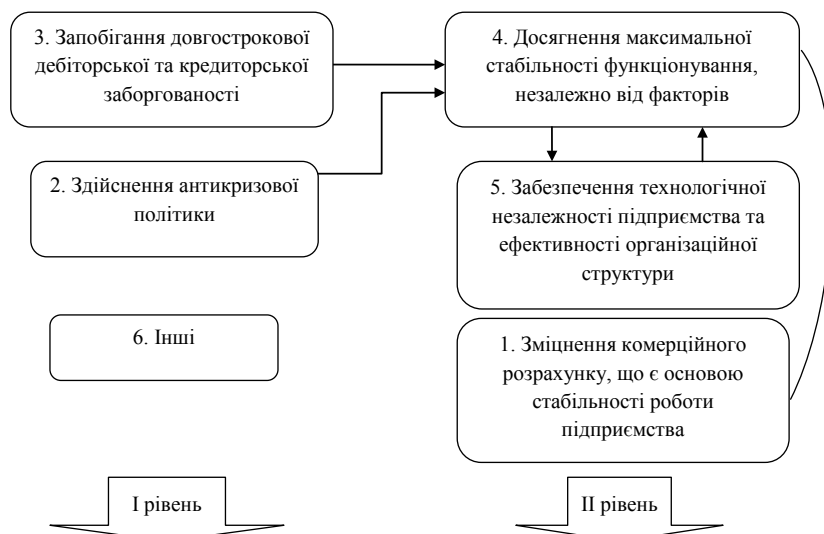 3. Запобігання довгострокової
дебіторської та кредиторської
заборгованості
4. Досягнення максимальної
стабільності функціонування,
незалежно від факторів
2. Здійснення антикризової
політики
5. Забезпечення технологічної
незалежності підприємства та
ефективності організаційної
структури
6. Інші
1. Зміцнення комерційного
розрахунку, що є основою
стабільності роботи
підприємства
І рівень
ІІ рівень